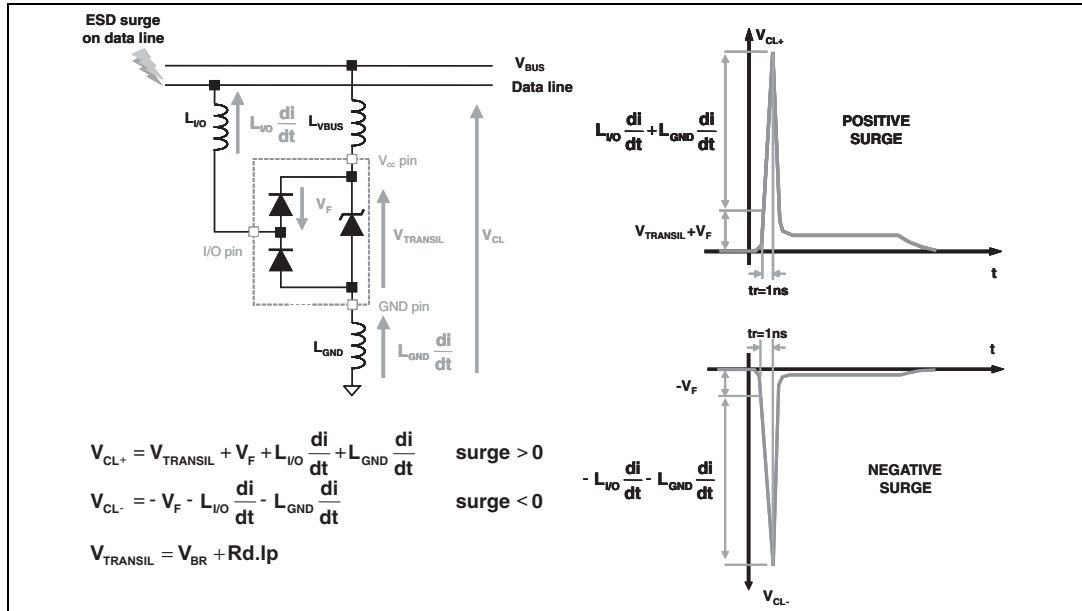 ESD surge
on data line
V_BUS
Data line
L_I/O
L_I/O di/dt
L_VBUS
V_cc pin
V_F
V_TRANSIL
V_CL
I/O pin
GND pin
L_GND
L_GND di/dt
V_CL+ = V_TRANSIL + V_F + L_I/O di/dt + L_GND di/dt surge > 0
V_CL- = - V_F - L_I/O di/dt - L_GND di/dt surge < 0
V_TRANSIL = V_BR + Rd.Ip
V_CL+
L_I/O di/dt + L_GND di/dt
POSITIVE
SURGE
V_TRANSIL+V_F
t
tr=1ns
tr=1ns
t
-V_F
- L_I/O di/dt - L_GND di/dt
NEGATIVE
SURGE
V_CL-